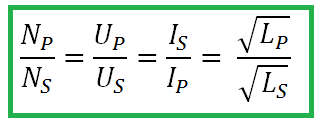 N_P/N_S = U_P/U_S = I_S/I_P = √L_P/√L_S